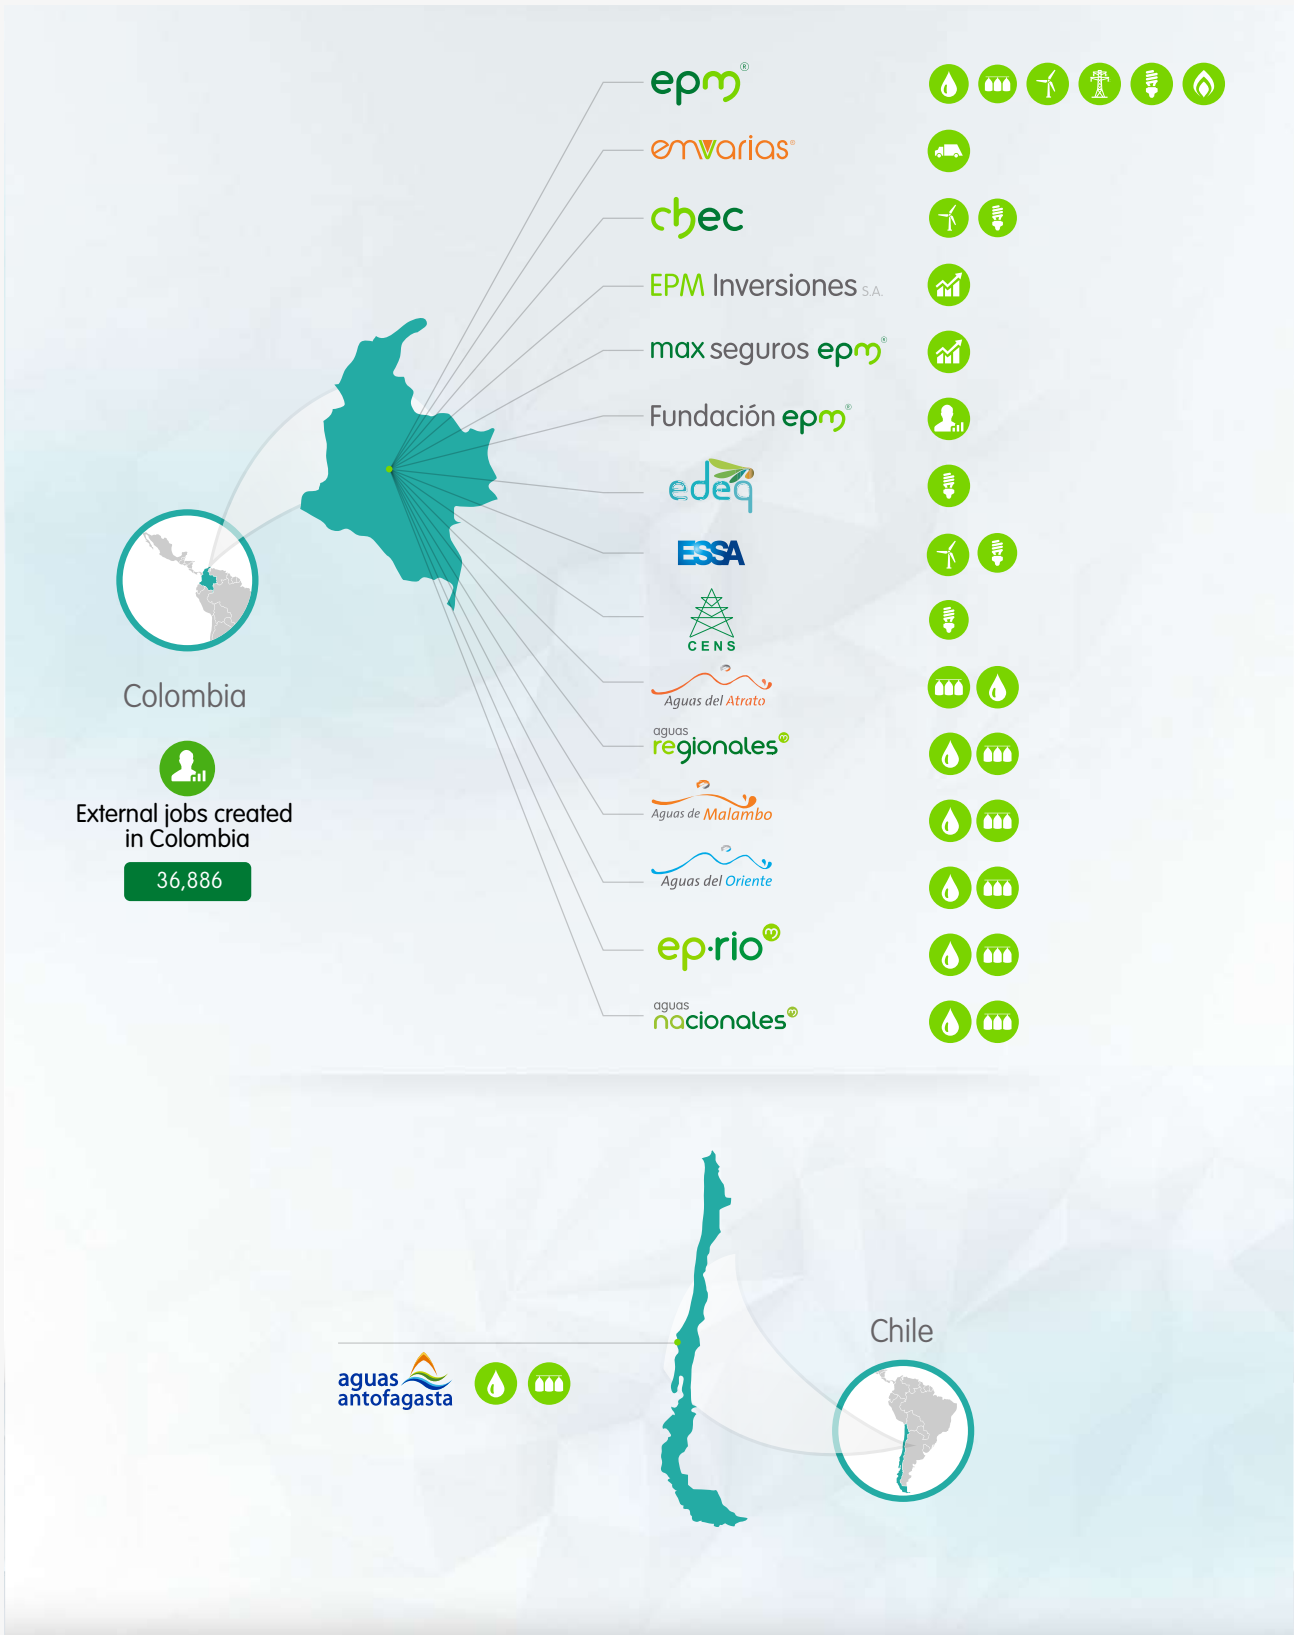 epm®
emvarias®
chec
EPM Inversiones S.A.
max seguros epm®
Fundación epm®
edeq
ESSA
CENS
Aguas del Atrato
aguas
regionales m
Aguas de Malambo
Aguas del Oriente
ep·rio m
aguas
nacionales m
Colombia
External jobs created
in Colombia
36,886
Chile
aguas
antofagasta